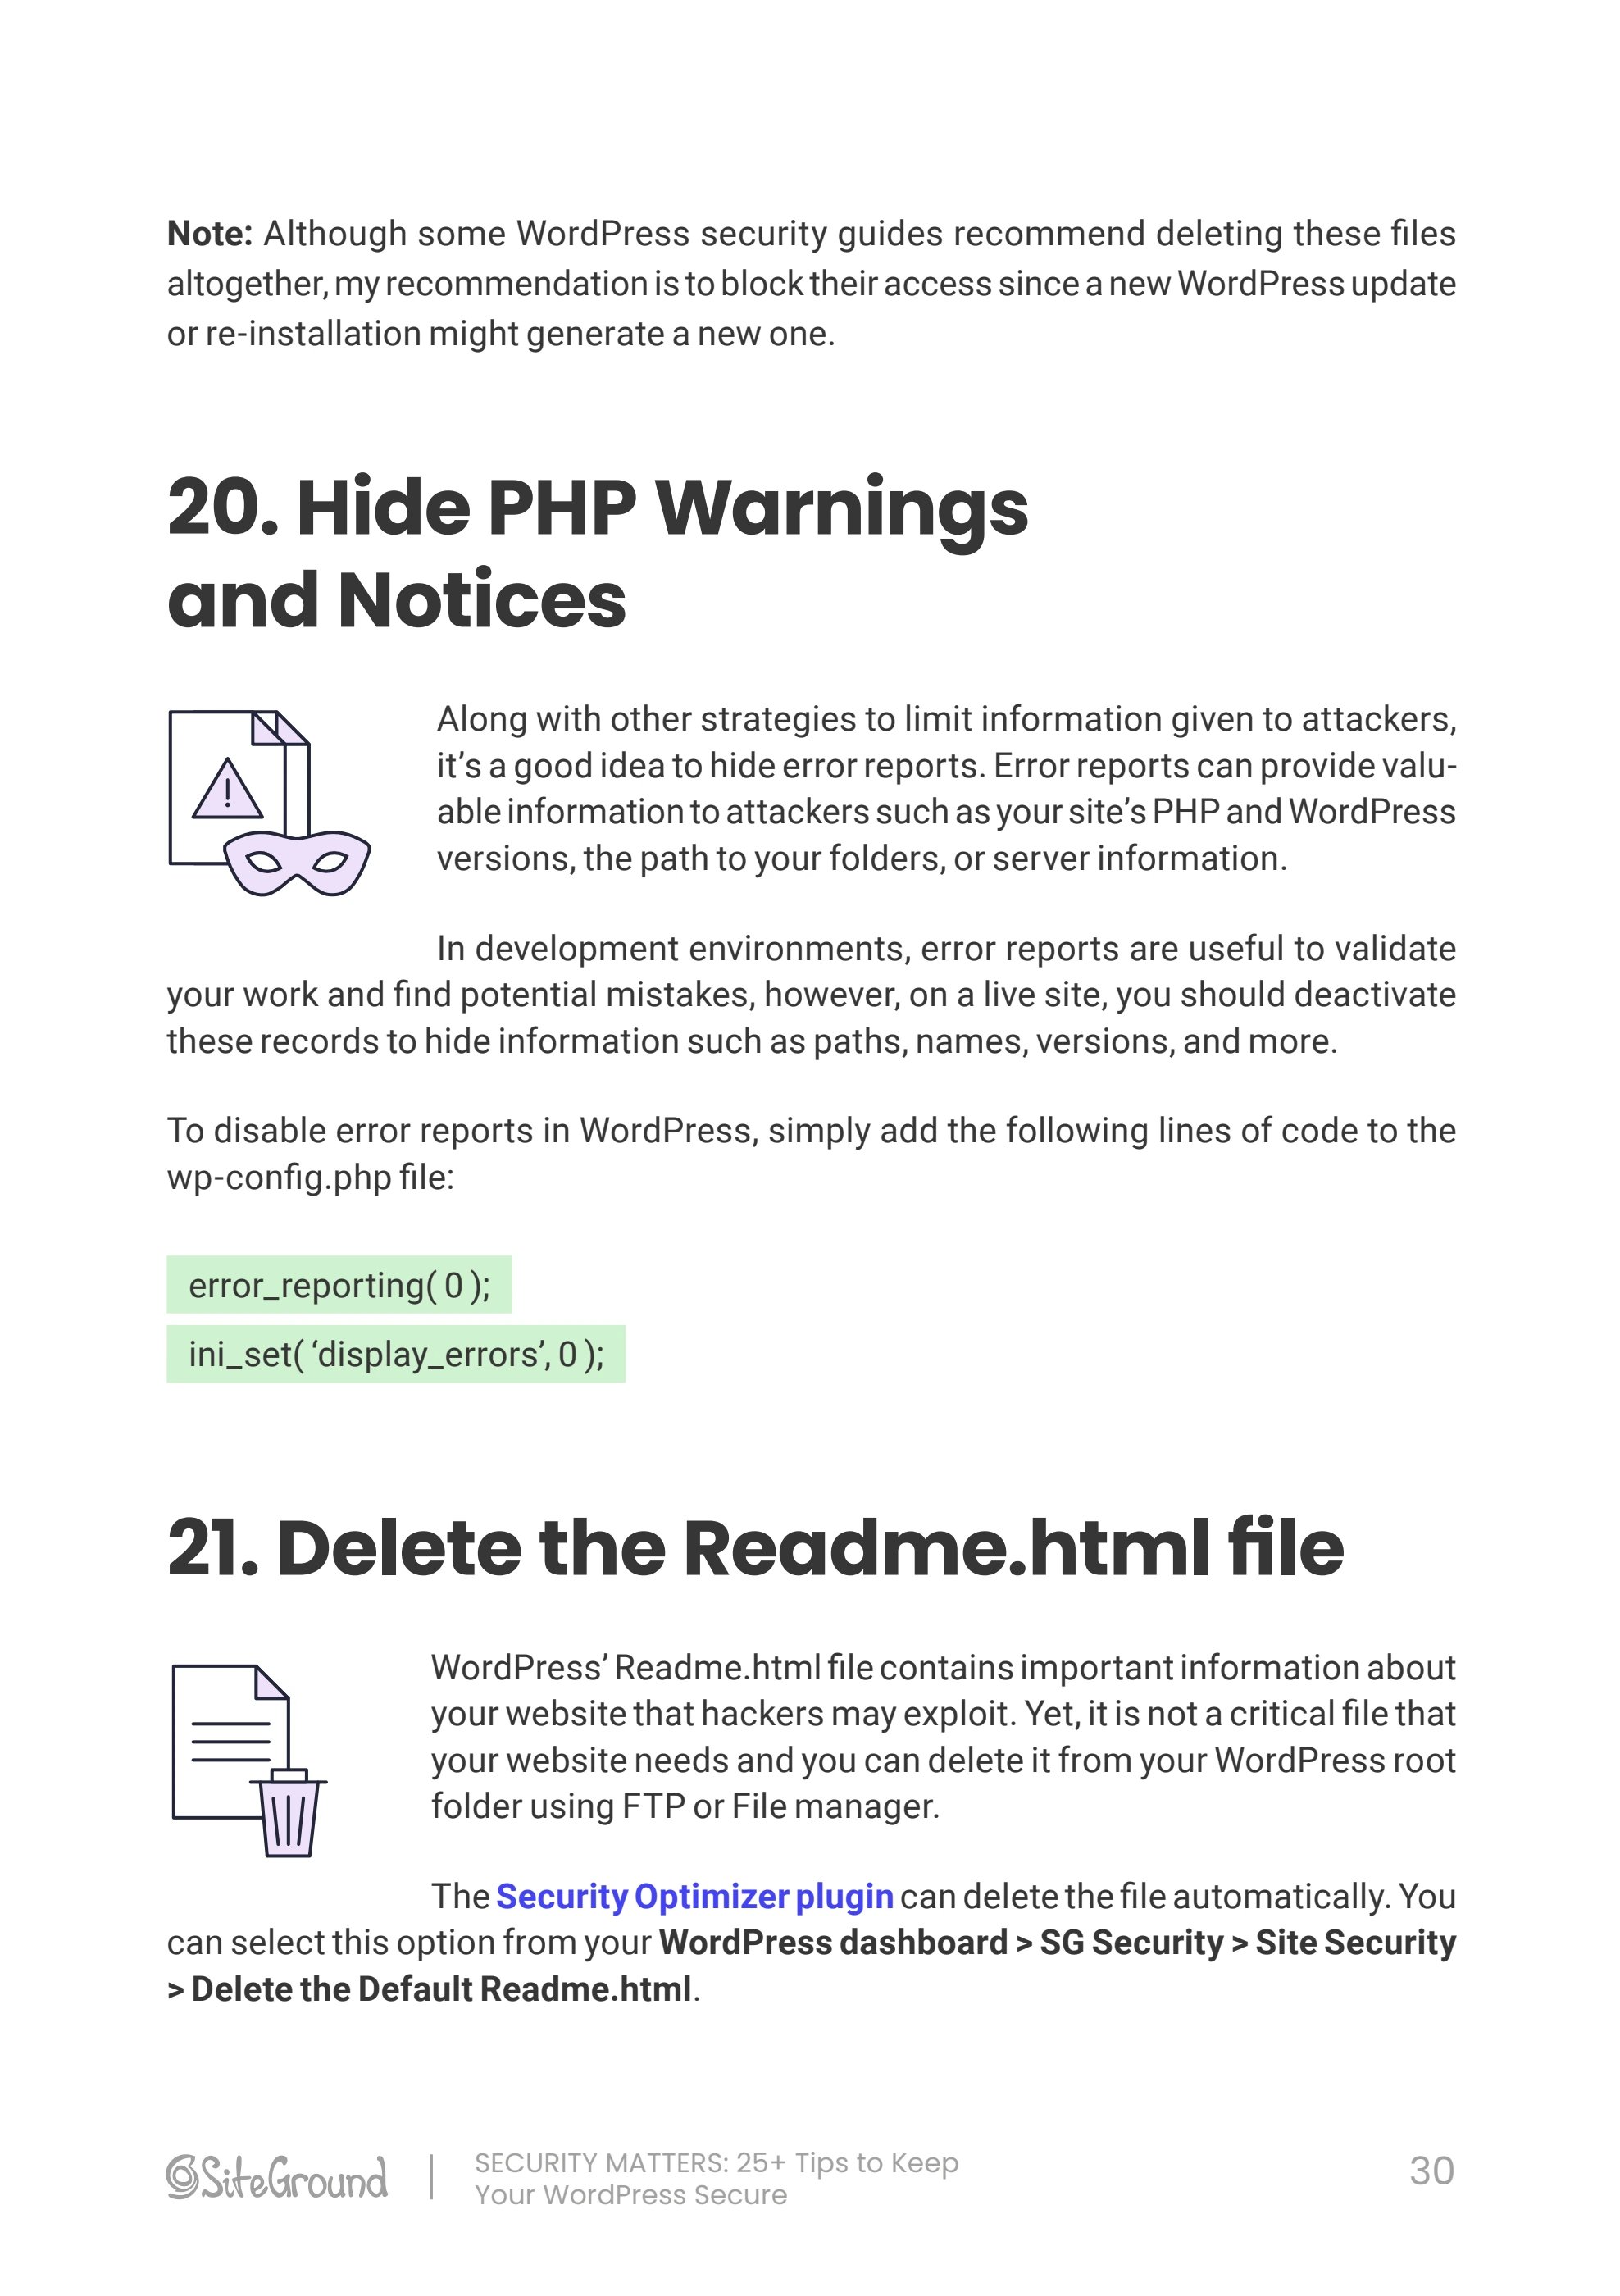 Note: Although some WordPress security guides recommend deleting these files
altogether, my recommendation is to block their access since a new WordPress update
or re-installation might generate a new one.
20. Hide PHP Warnings
and Notices
Along with other strategies to limit information given to attackers,
it’s a good idea to hide error reports. Error reports can provide valu-
able information to attackers such as your site’s PHP and WordPress
versions, the path to your folders, or server information.
In development environments, error reports are useful to validate
your work and find potential mistakes, however, on a live site, you should deactivate
these records to hide information such as paths, names, versions, and more.
To disable error reports in WordPress, simply add the following lines of code to the
wp-config.php file:
error_reporting( 0 );
ini_set( ‘display_errors’, 0 );
21. Delete the Readme.html file
WordPress’ Readme.html file contains important information about
your website that hackers may exploit. Yet, it is not a critical file that
your website needs and you can delete it from your WordPress root
folder using FTP or File manager.
The Security Optimizer plugin can delete the file automatically. You
can select this option from your WordPress dashboard > SG Security > Site Security
> Delete the Default Readme.html.
SiteGround
SECURITY MATTERS: 25+ Tips to Keep
Your WordPress Secure
30